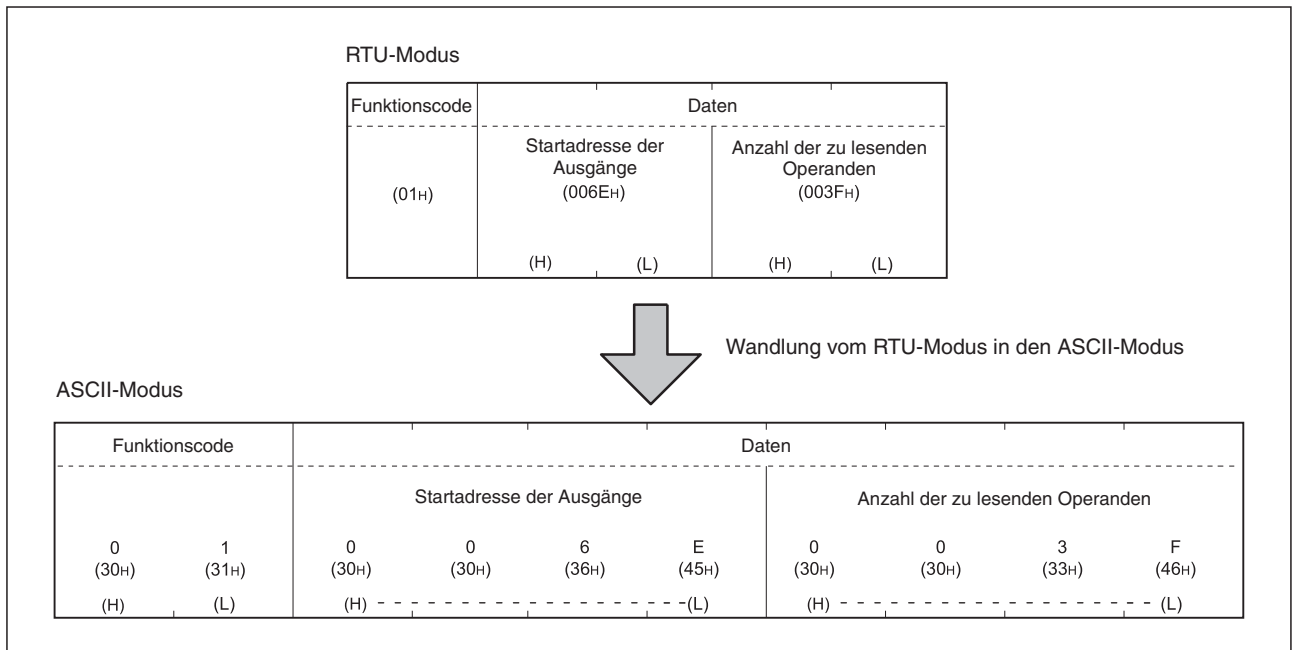 RTU-Modus
Funktionscode Daten
Startadresse der Ausgänge (006EH)
Anzahl der zu lesenden Operanden (003FH)
(01H)
(H) (L) (H) (L)
Wandlung vom RTU-Modus in den ASCII-Modus
ASCII-Modus
Funktionscode Daten
Startadresse der Ausgänge Anzahl der zu lesenden Operanden
0 1 0 0 6 E 0 0 3 F
(30H) (31H) (30H) (30H) (36H) (45H) (30H) (30H) (33H) (46H)
(H) (L) (H) (L) (H) (L)